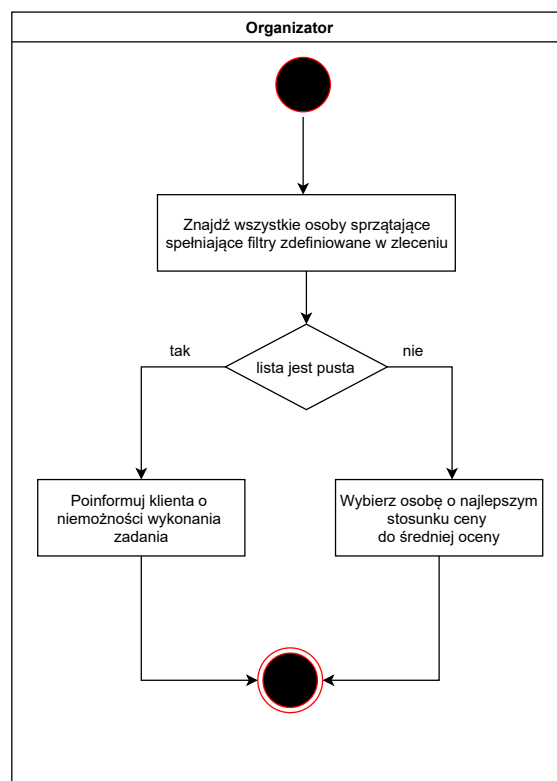 Organizator
Znajdź wszystkie osoby sprzątające
spełniające filtry zdefiniowane w zleceniu
tak
nie
lista jest pusta
Poinformuj klienta o
niemożności wykonania
zadania
Wybierz osobę o najlepszym
stosunku ceny
do średniej oceny